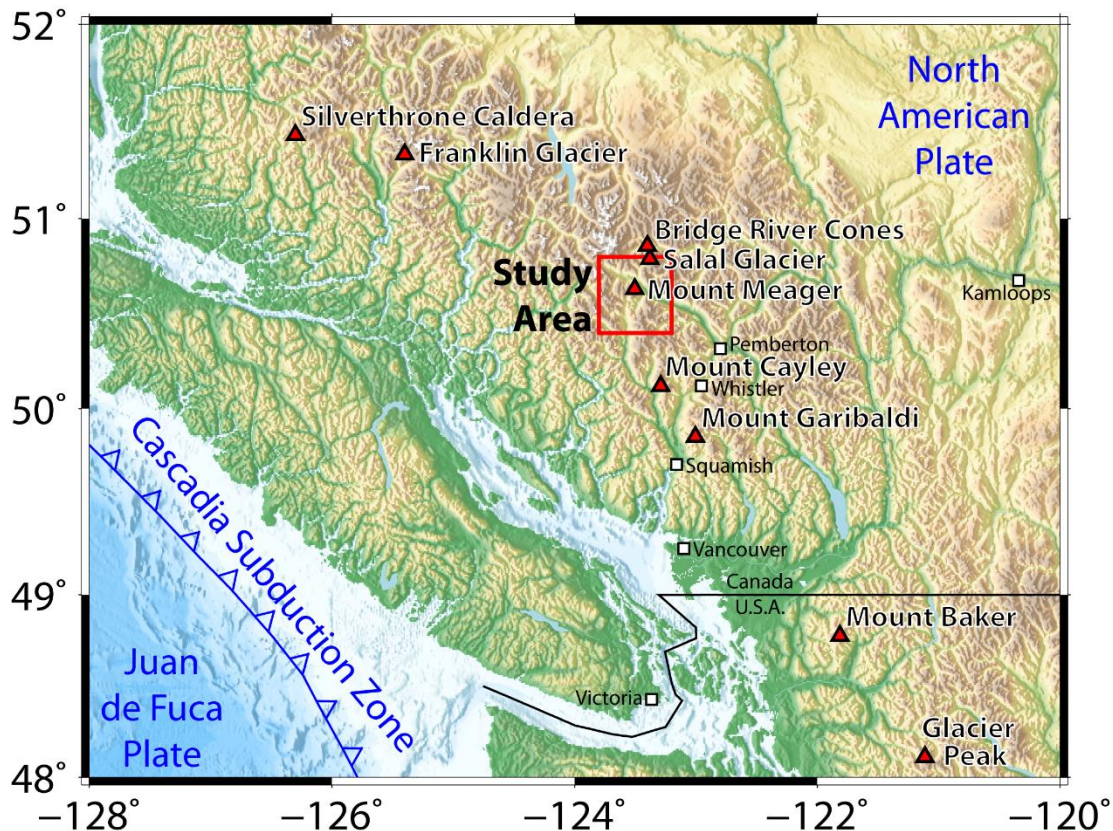 52°
51°
50°
49°
48°
−128°
−126°
−124°
−122°
−120°
North
American
Plate
Silverthrone Caldera
Franklin Glacier
Bridge River Cones
Salal Glacier
Study
Area
Mount Meager
Kamloops
Pemberton
Mount Cayley
Whistler
Mount Garibaldi
Squamish
Cascadia Subduction Zone
Vancouver
Canada
U.S.A.
Mount Baker
Juan
de Fuca
Plate
Victoria
Glacier
Peak